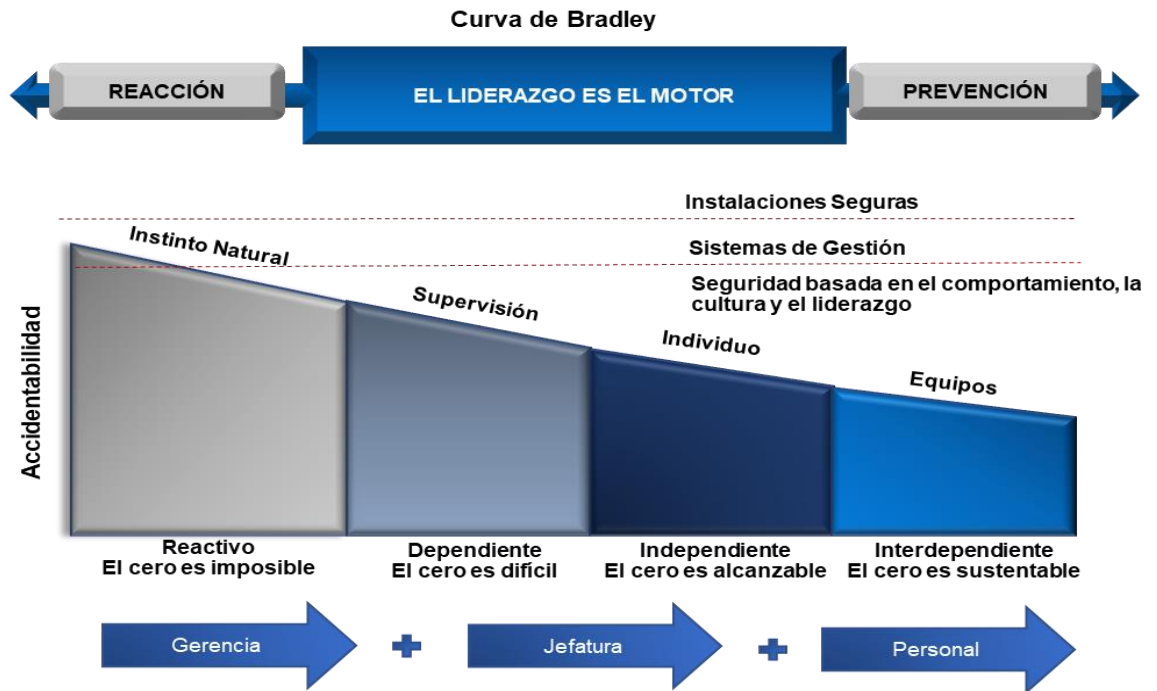 Curva de Bradley
REACCIÓN
EL LIDERAZGO ES EL MOTOR
PREVENCIÓN
Instalaciones Seguras
Instinto Natural
Sistemas de Gestión
Seguridad basada en el comportamiento, la
cultura y el liderazgo
Supervisión
Individuo
Equipos
Accidentabilidad
Reactivo
El cero es imposible
Dependiente
El cero es difícil
Independiente
El cero es alcanzable
Interdependiente
El cero es sustentable
Gerencia
Jefatura
Personal